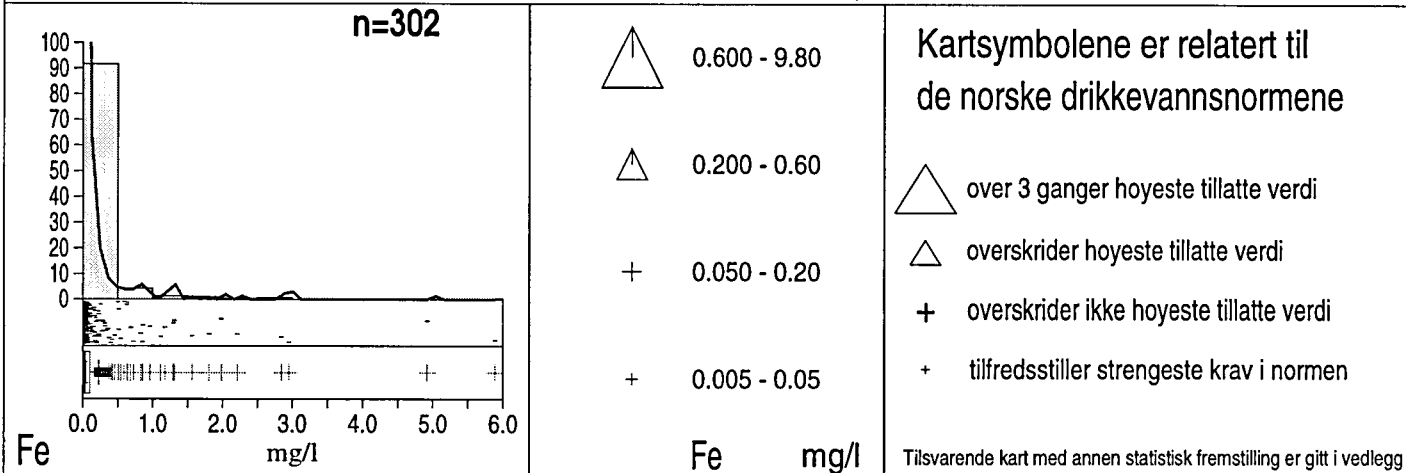 n=302
100
90
80
70
60
50
40
30
20
10
0
0.0 1.0 2.0 3.0 4.0 5.0 6.0
Fe mg/l
0.600 - 9.80
0.200 - 0.60
0.050 - 0.20
0.005 - 0.05
Fe mg/l
Kartsymbolene er relatert til
de norske drikkevannsnormene
over 3 ganger hoyeste tillatte verdi
overskrider hoyeste tillatte verdi
overskrider ikke hoyeste tillatte verdi
tilfredsstiller strengeste krav i normen
Tilsvarende kart med annen statistisk fremstilling er gitt i vedlegg